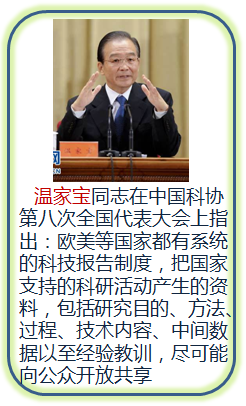 温家宝同志在中国科协
第八次全国代表大会上指
出：欧美等国家都有系统
的科技报告制度，把国家
支持的科研活动产生的资
料，包括研究目的、方法、
过程、技术内容、中间数
据以至经验教训，尽可能
向公众开放共享